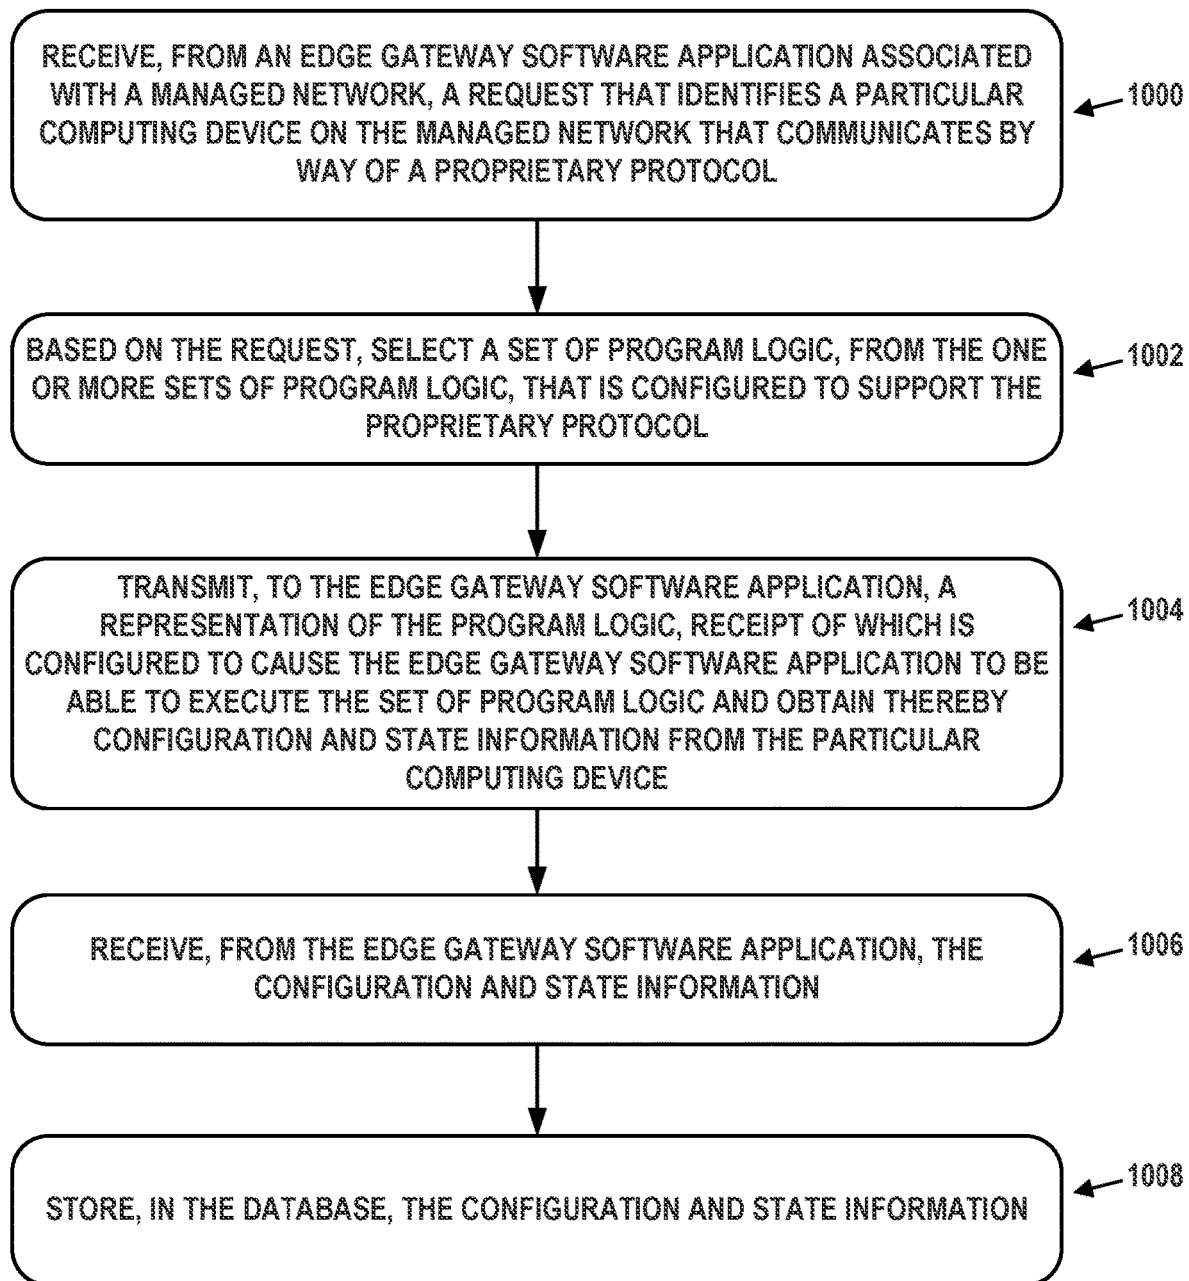 RECEIVE, FROM AN EDGE GATEWAY SOFTWARE APPLICATION ASSOCIATED
WITH A MANAGED NETWORK, A REQUEST THAT IDENTIFIES A PARTICULAR
COMPUTING DEVICE ON THE MANAGED NETWORK THAT COMMUNICATES BY
WAY OF A PROPRIETARY PROTOCOL
1000
BASED ON THE REQUEST, SELECT A SET OF PROGRAM LOGIC, FROM THE ONE
OR MORE SETS OF PROGRAM LOGIC, THAT IS CONFIGURED TO SUPPORT THE
PROPRIETARY PROTOCOL
1002
TRANSMIT, TO THE EDGE GATEWAY SOFTWARE APPLICATION, A
REPRESENTATION OF THE PROGRAM LOGIC, RECEIPT OF WHICH IS
CONFIGURED TO CAUSE THE EDGE GATEWAY SOFTWARE APPLICATION TO BE
ABLE TO EXECUTE THE SET OF PROGRAM LOGIC AND OBTAIN THEREBY
CONFIGURATION AND STATE INFORMATION FROM THE PARTICULAR
COMPUTING DEVICE
1004
RECEIVE, FROM THE EDGE GATEWAY SOFTWARE APPLICATION, THE
CONFIGURATION AND STATE INFORMATION
1006
STORE, IN THE DATABASE, THE CONFIGURATION AND STATE INFORMATION
1008